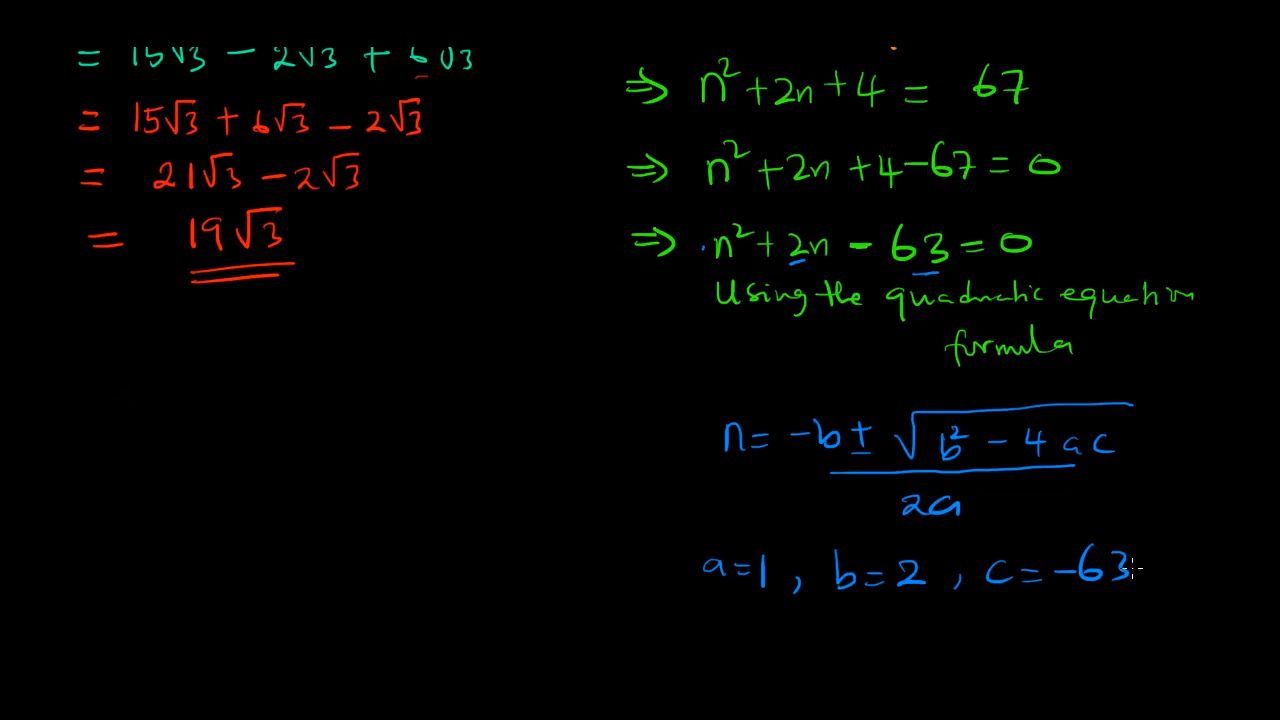 = 15√3 − 2√3 + 6√3
= 15√3 + 6√3 − 2√3
= 21√3 − 2√3
= 19√3
⇒ n² + 2n + 4 = 67
⇒ n² + 2n + 4 − 67 = 0
⇒ n² + 2n − 63 = 0
Using the quadratic equation
formula
n = −b ± √b² − 4ac
2a
a = 1 , b = 2 , c = −63